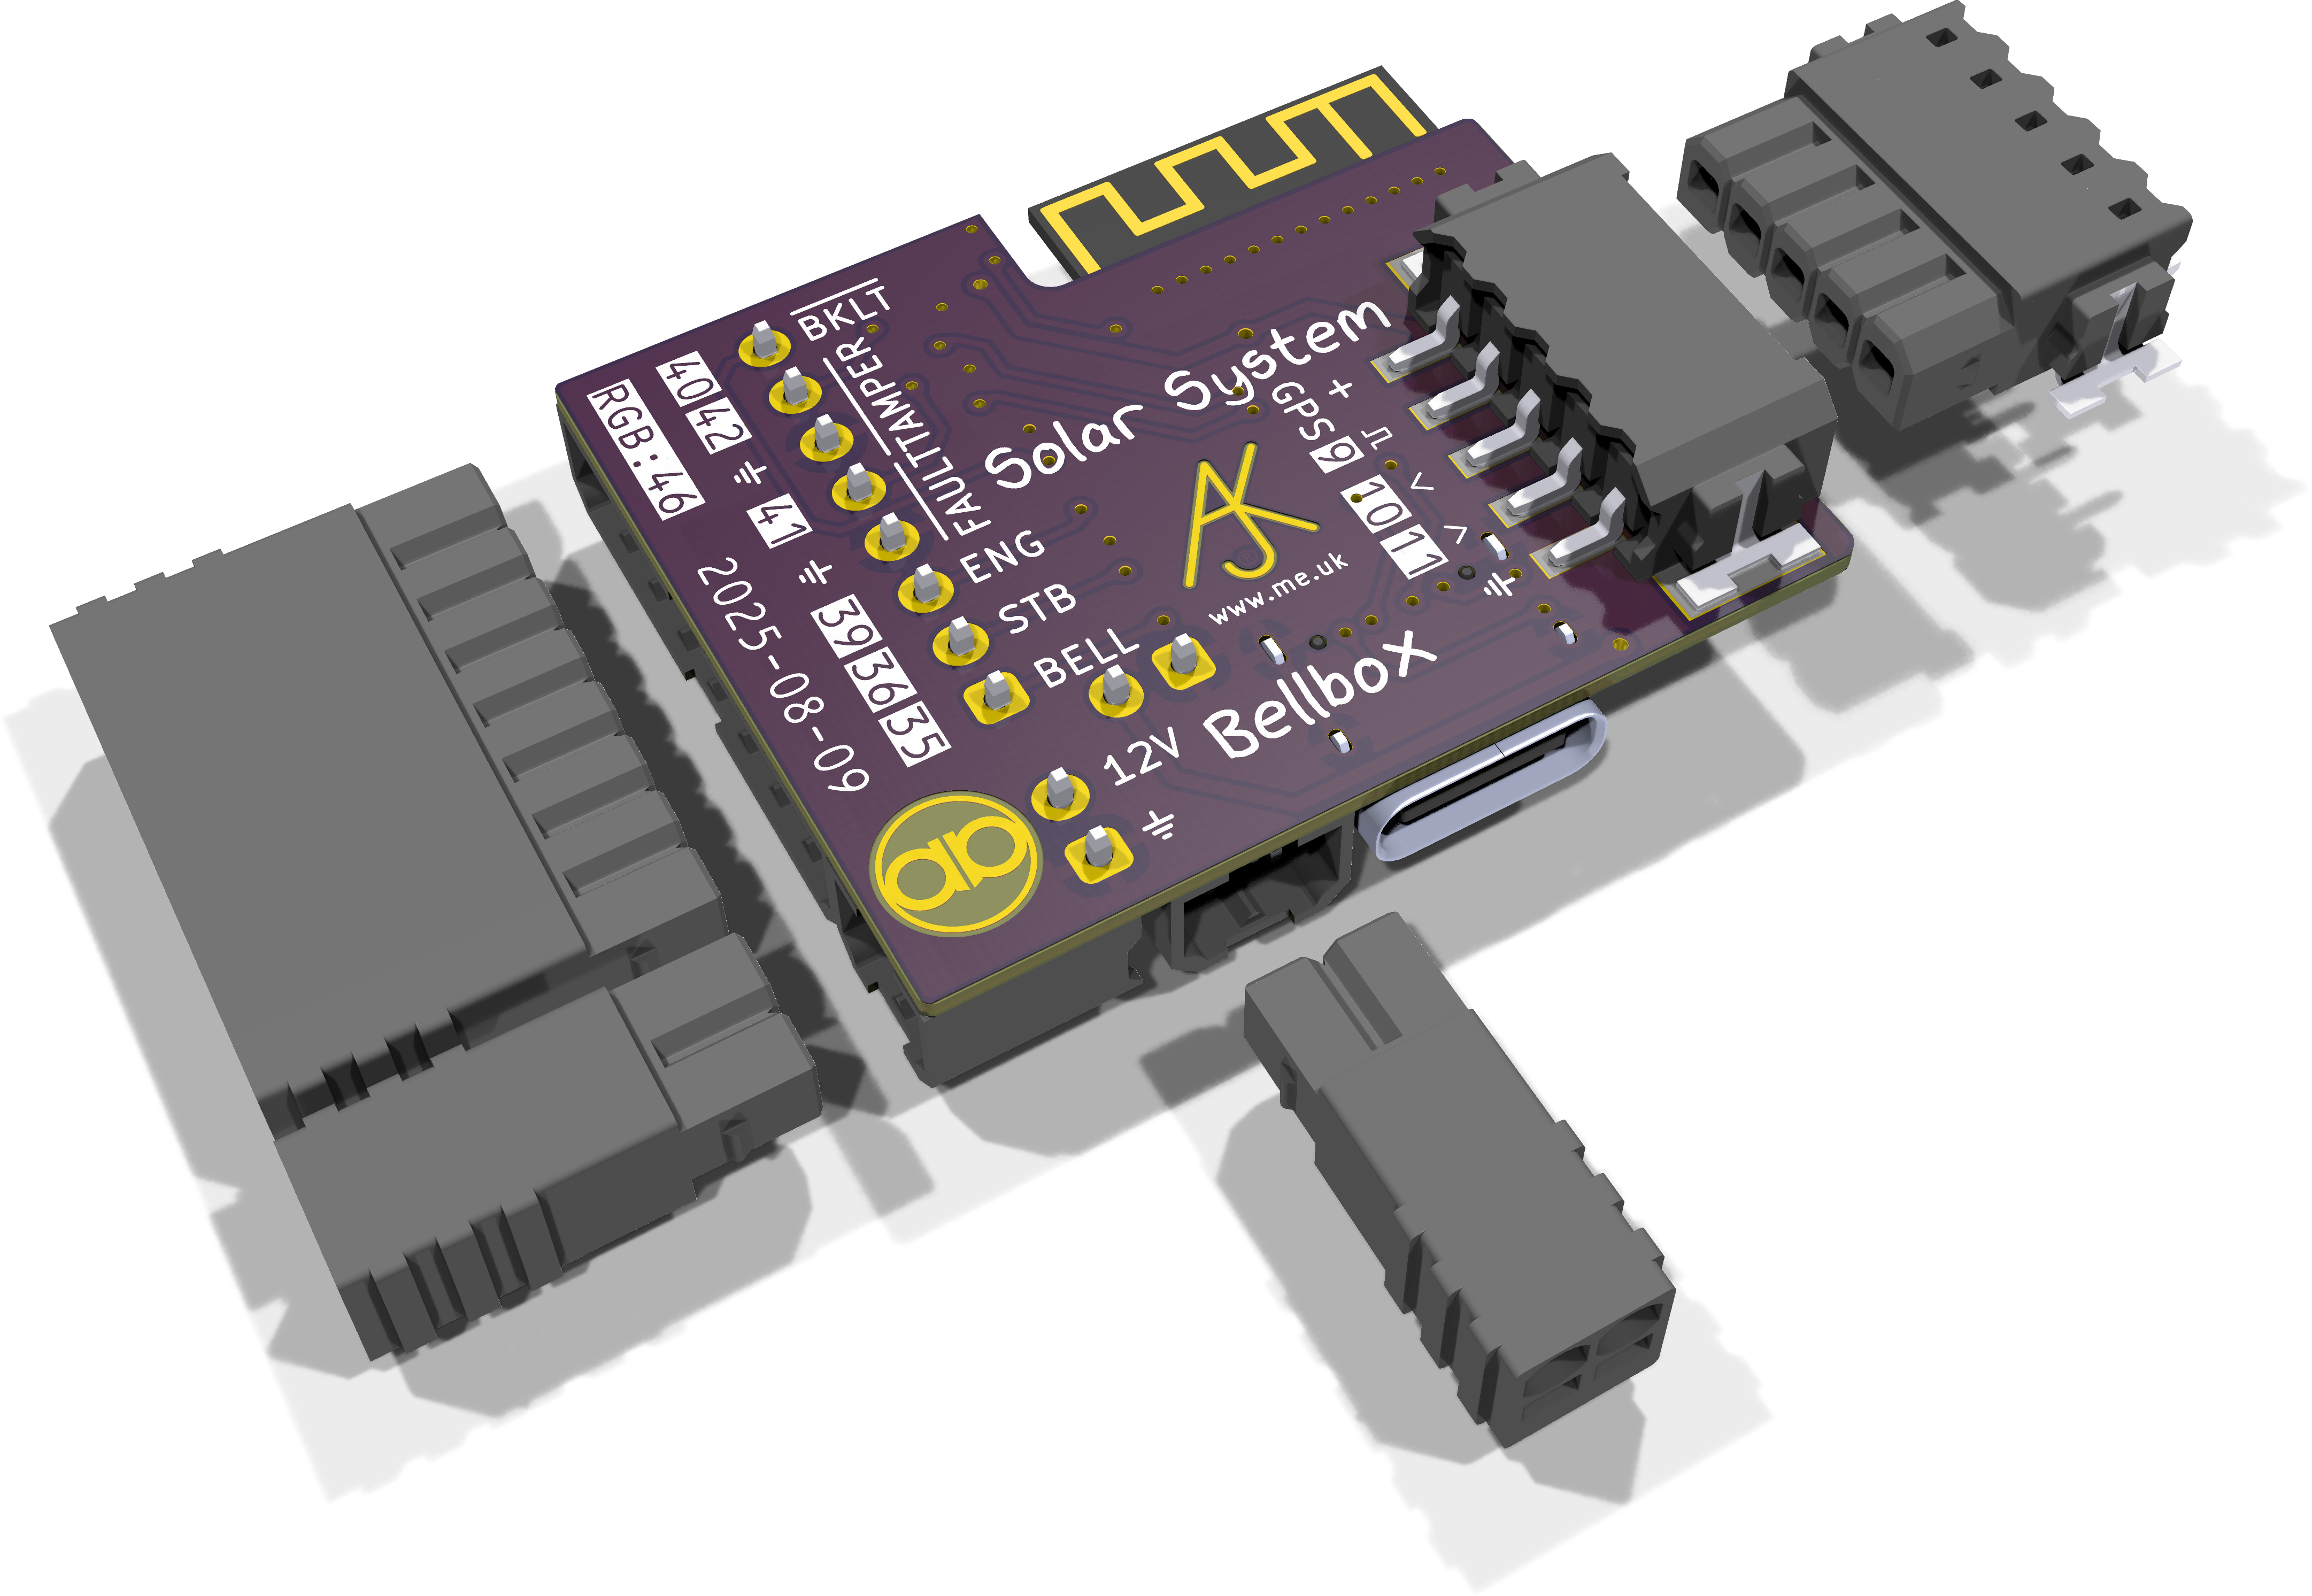 BKLT
TAMPER
FAULT
ENG
STB
BELL
12V
40
42
41
39
36
35
RGB:46
2025-08-09
Solar System
GPS +
9
10 <
11 >
www.me.uk
Bellbox